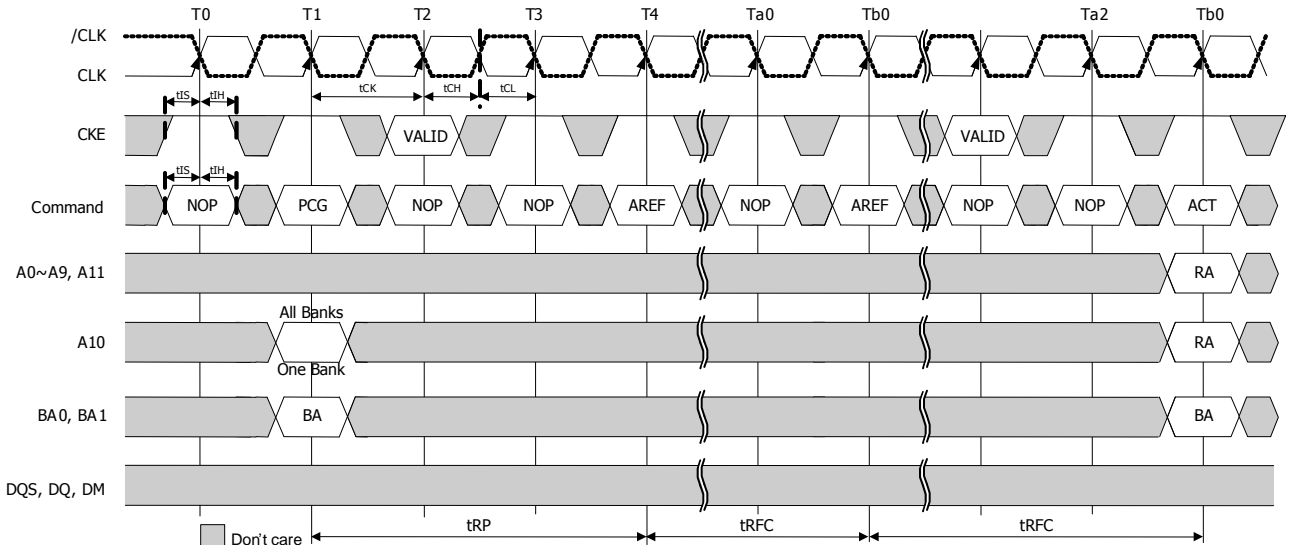 T0 T1 T2 T3 T4 Ta0 Tb0 Ta2 Tb0
/CLK
CLK
tCK tCH tCL
tIS tIH
CKE VALID VALID
tIS tIH
Command NOP PCG NOP NOP AREF NOP AREF NOP NOP ACT
A0~A9, A11 RA
All Banks
A10 RA
One Bank
BA0, BA1 BA BA
DQS, DQ, DM
tRP tRFC tRFC
Don't care